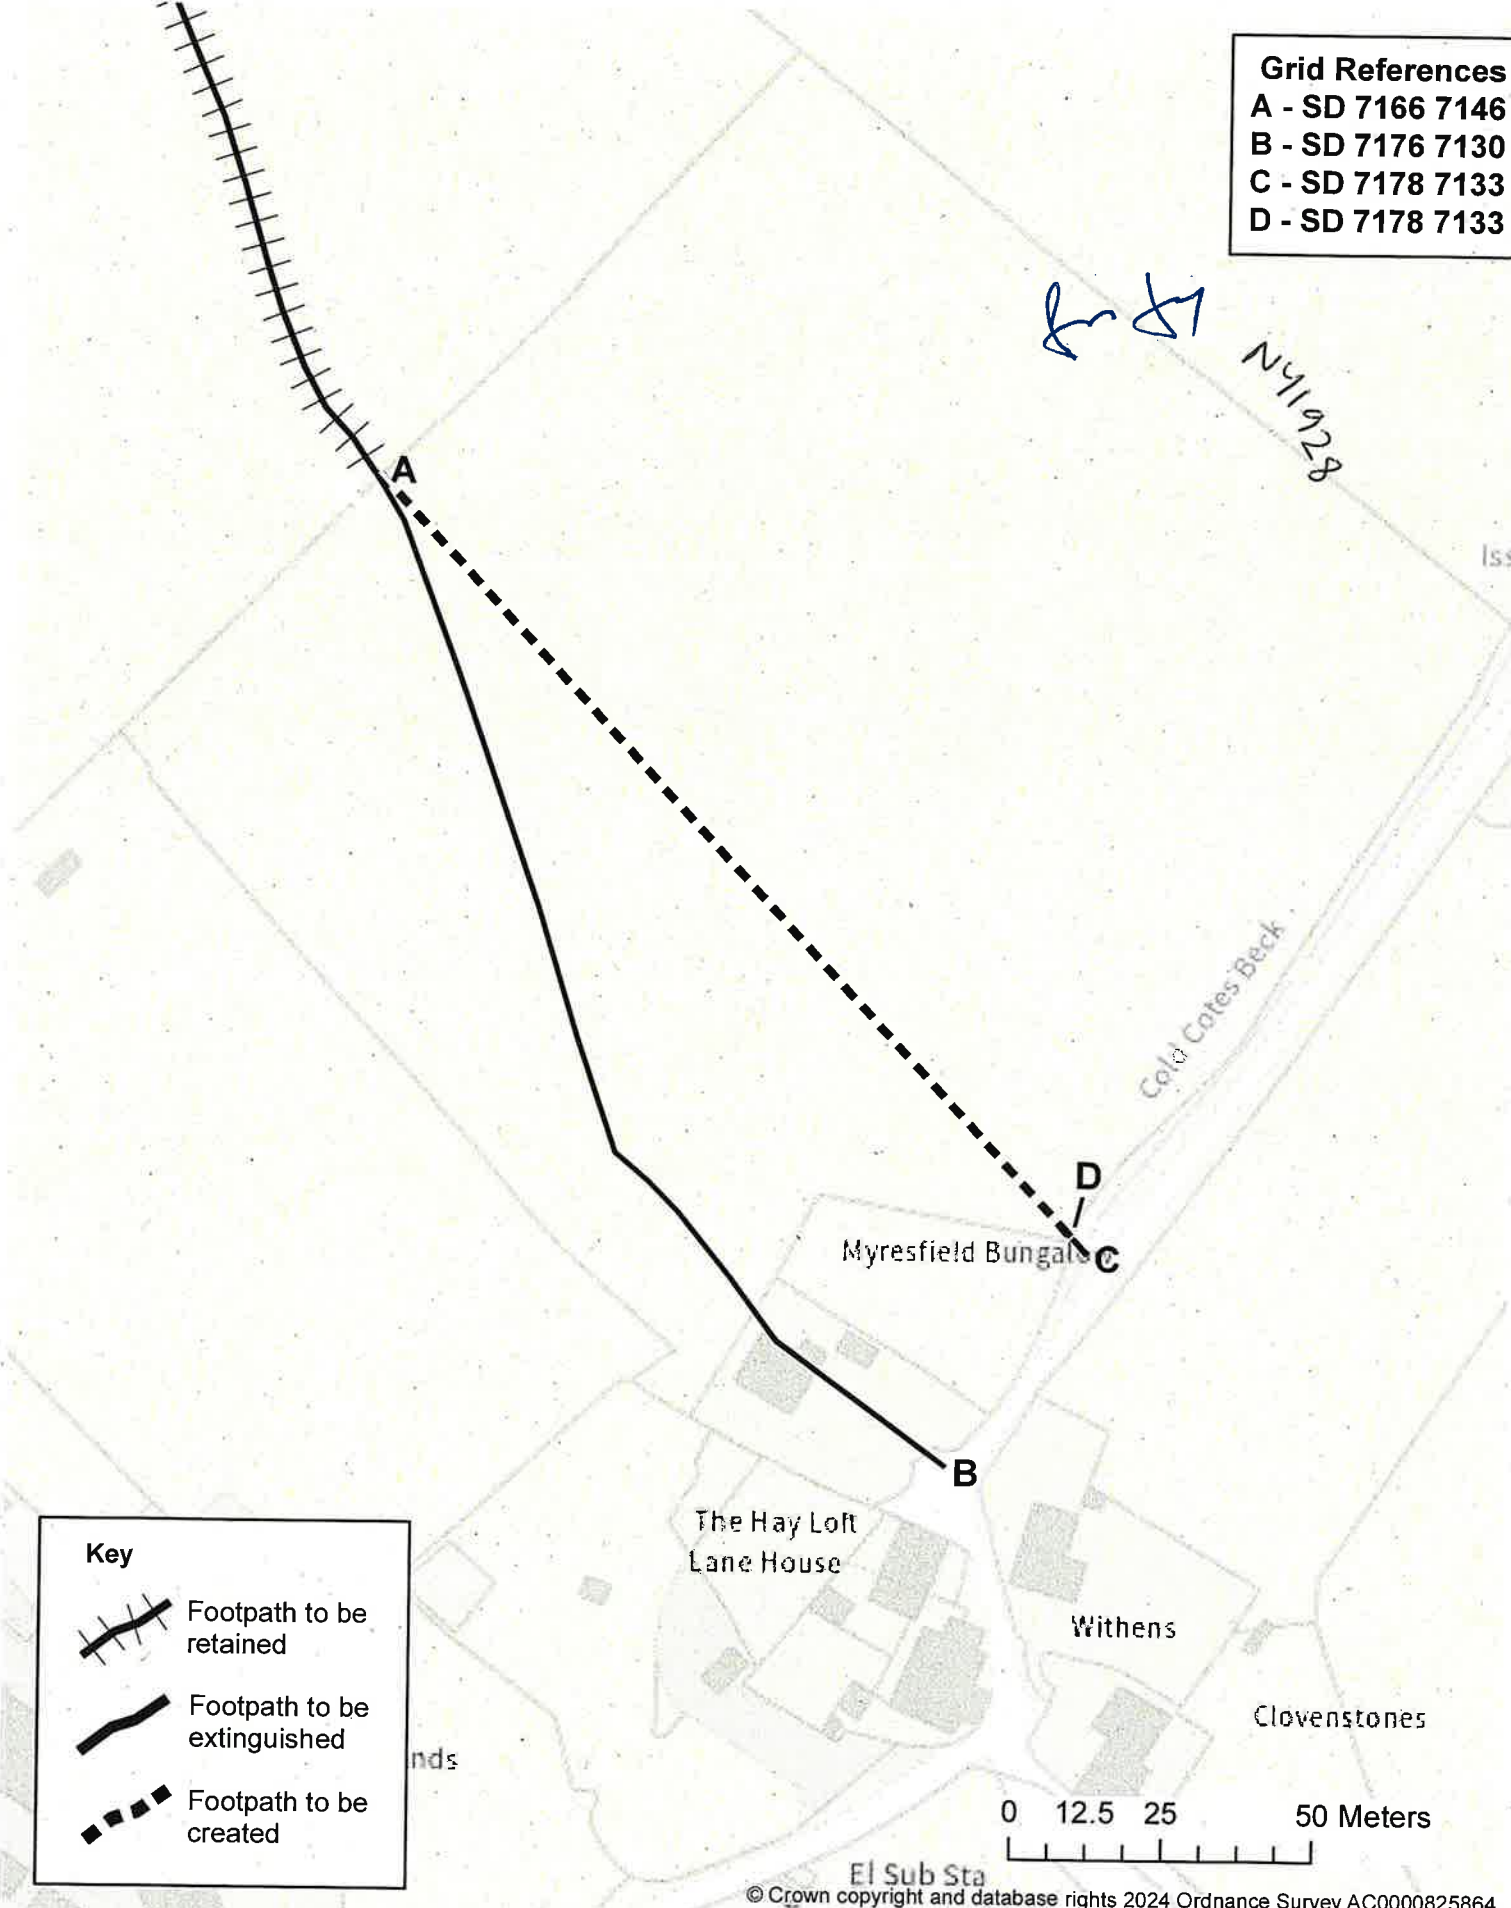 Grid References
A - SD 7166 7146
B - SD 7176 7130
C - SD 7178 7133
D - SD 7178 7133
NY1928
A
Iss
Cold Cotes Beck
D
Myresfield Bungalow
C
B
The Hay Loft
Lane House
Withens
Clovenstones
Key
Footpath to be
retained
Footpath to be
extinguished
Footpath to be
created
nds
0 12.5 25 50 Meters
El Sub Sta
© Crown copyright and database rights 2024 Ordnance Survey AC0000825864